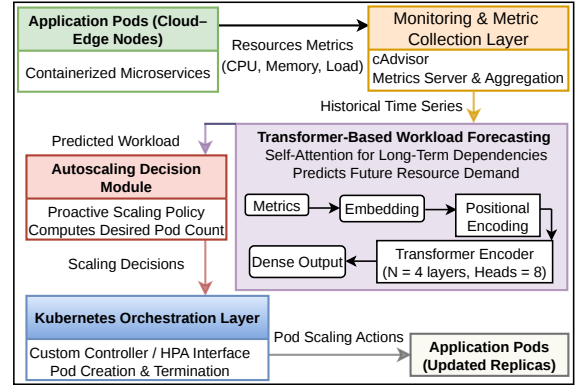 Application Pods (Cloud–
Edge Nodes)
Containerized Microservices
Resources Metrics
(CPU, Memory, Load)
Monitoring & Metric
Collection Layer
cAdvisor
Metrics Server & Aggregation
Historical Time Series
Transformer-Based Workload Forecasting
Self-Attention for Long-Term Dependencies
Predicts Future Resource Demand
Metrics
Embedding
Positional
Encoding
Transformer Encoder
(N = 4 layers, Heads = 8)
Dense Output
Predicted Workload
Autoscaling Decision
Module
Proactive Scaling Policy
Computes Desired Pod Count
Scaling Decisions
Kubernetes Orchestration Layer
Custom Controller / HPA Interface
Pod Creation & Termination
Pod Scaling Actions
Application Pods
(Updated Replicas)